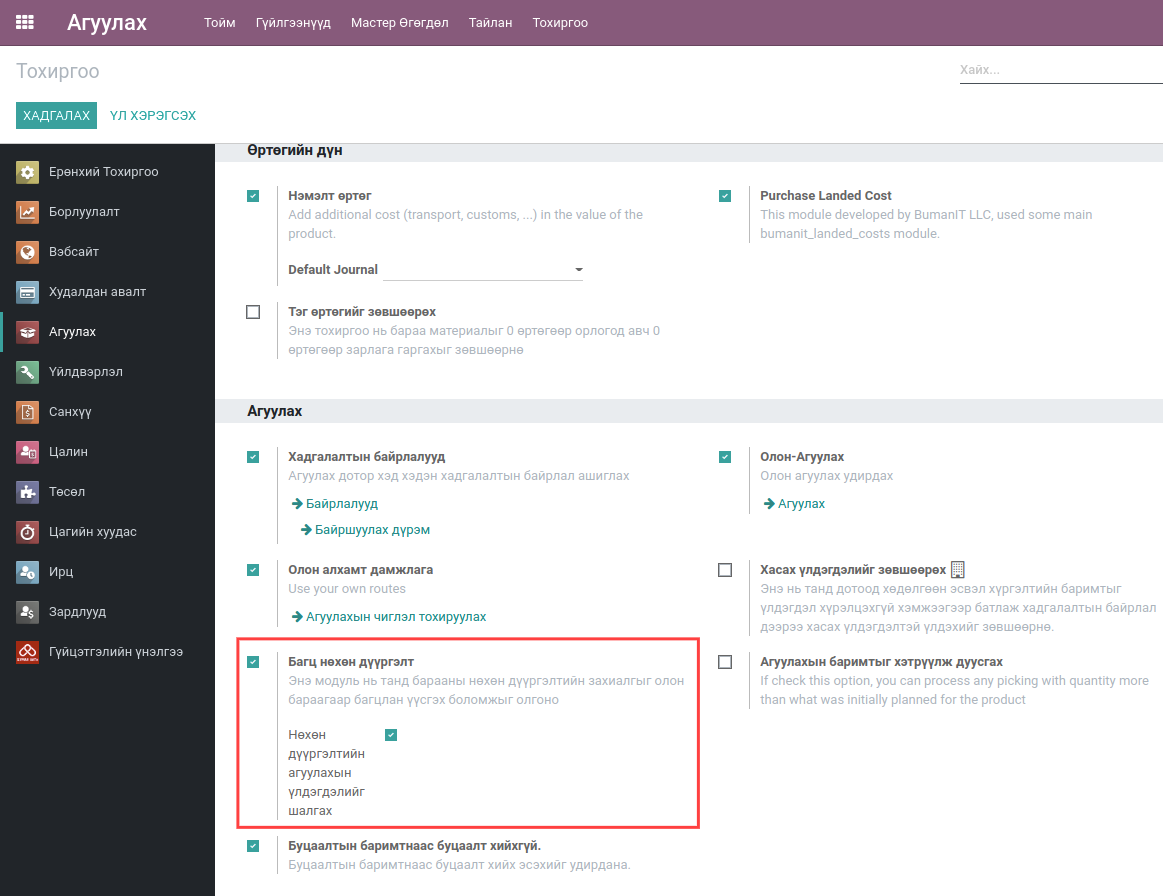 Агуулах
Тойм
Гүйлгээнүүд
Мастер Өгөгдөл
Тайлан
Тохиргоо
Тохиргоо
Хайх...
ХАДГАЛАХ
ҮЛ ХЭРЭГСЭХ
Ерөнхий Тохиргоо
Борлуулалт
Вэбсайт
Худалдан авалт
Агуулах
Үйлдвэрлэл
Санхүү
Цалин
Төсөл
Цагийн хуудас
Ирц
Зардлууд
Гүйцэтгэлийн үнэлгээ
Өртөгийн дүн
Нэмэлт өртөг
Add additional cost (transport, customs, ...) in the value of the
product.
Default Journal
Purchase Landed Cost
This module developed by BumanIT LLC, used some main
bumanit_landed_costs module.
Тэг өртөгийг зөвшөөрөх
Энэ тохиргоо нь бараа материалыг 0 өртөгөөр орлогод авч 0
өртөгөөр зарлага гаргахыг зөвшөөрнө
Агуулах
Хадгалалтын байрлалууд
Агуулах дотор хэд хэдэн хадгалалтын байрлал ашиглах
Байрлалууд
Байршуулах дүрэм
Олон-Агуулах
Олон агуулах удирдах
Агуулах
Олон алхамт дамжлага
Use your own routes
Агуулахын чиглэл тохируулах
Хасах үлдэгдэлийг зөвшөөрөх
Энэ нь танд дотоод хөдөлгөөн эсвэл хүргэлтийн баримтыг
үлдэгдэл хүрэлцэхгүй хэмжээгээр батлаж хадгалалтын байрлал
дээрээ хасах үлдэгдэлтэй үлдэхийг зөвшөөрнө.
Багц нөхөн дүүргэлт
Энэ модуль нь танд барааны нөхөн дүүргэлтийн захиалгыг олон
бараагаар багцлан үүсгэх боломжыг олгоно
Нөхөн
дүүргэлтийн
агуулахын
үлдэгдэлийг
шалгах
Агуулахын баримтыг хэтрүүлж дуусгах
If check this option, you can process any picking with quantity more
than what was initially planned for the product
Буцаалтын баримтнаас буцаалт хийхгүй.
Буцаалтын баримтнаас буцаалт хийх эсэхийг удирдана.